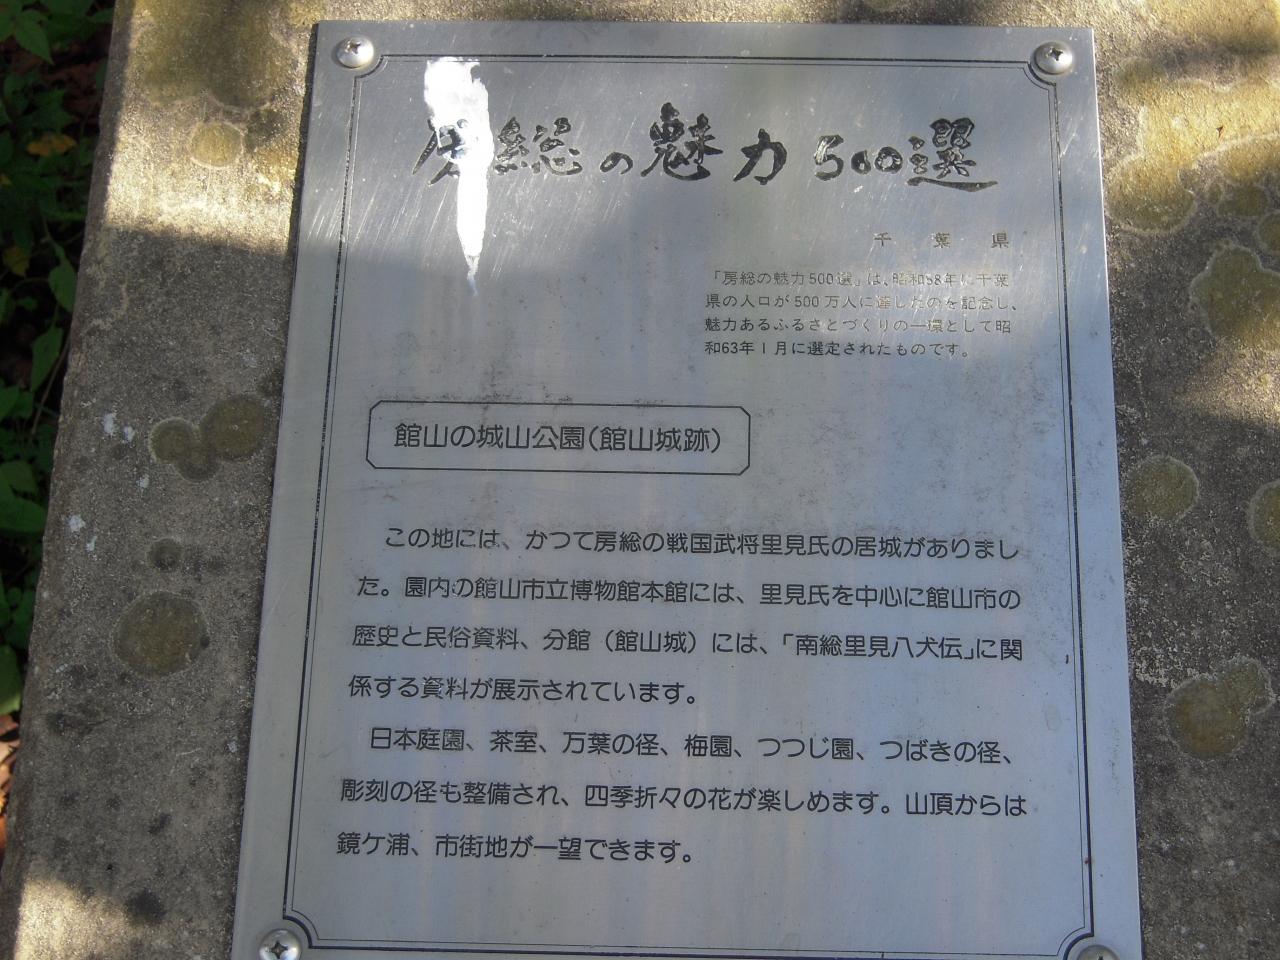 房総の魅力500選
千葉県
「房総の魅力500選」は、昭和58年に千葉
県の人口が500万人に達したのを記念し、
魅力あるふるさとづくりの一環として昭
和63年1月に選定されたものです。
館山の城山公園(館山城跡)
この地には、かつて房総の戦国武将里見氏の居城がありまし
た。園内の館山市立博物館本館には、里見氏を中心に館山市の
歴史と民俗資料、分館(館山城)には、「南総里見八犬伝」に関
係する資料が展示されています。
日本庭園、茶室、万葉の径、梅園、つつじ園、つばきの径、
彫刻の径も整備され、四季折々の花が楽しめます。山頂からは
鏡ケ浦、市街地が一望できます。